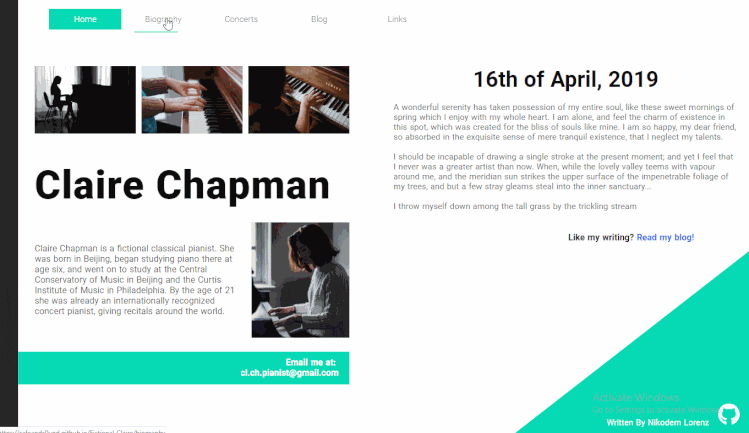 Home Biography Concerts Blog Links
16th of April, 2019
A wonderful serenity has taken possession of my entire soul, like these sweet mornings of
spring which I enjoy with my whole heart. I am alone, and feel the charm of existence in
this spot, which was created for the bliss of souls like mine. I am so happy, my dear friend,
so absorbed in the exquisite sense of mere tranquil existence, that I neglect my talents.
I should be incapable of drawing a single stroke at the present moment; and yet I feel that
I never was a greater artist than now. When, while the lovely valley teems with vapour
around me, and the meridian sun strikes the upper surface of the impenetrable foliage of
my trees, and but a few stray gleams steal into the inner sanctuary...
I throw myself down among the tall grass by the trickling stream
Like my writing? Read my blog!
Claire Chapman
Claire Chapman is a fictional classical pianist. She
was born in Beijing, began studying piano there at
age six, and went on to study at the Central
Conservatory of Music in Beijing and the Curtis
Institute of Music in Philadelphia. By the age of 21
she was already an internationally recognized
concert pianist, giving recitals around the world.
Email me at:
cl.ch.pianist@gmail.com
Activate Windows
Go to Settings to activate Windows.
Written By Nikodem Lorenz